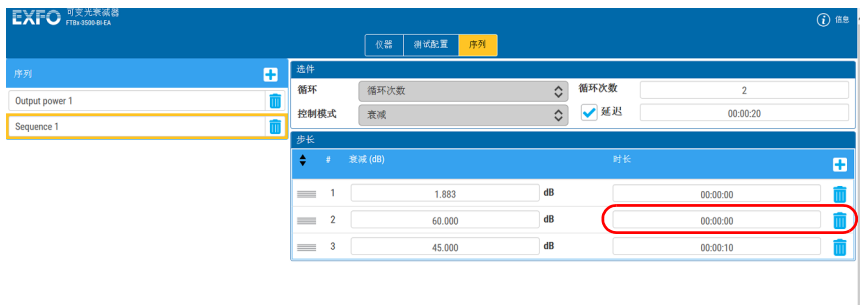 EXFO 可变光衰减器
FTBx-3500-BI-EA
i 信息
仪器 测试配置 序列
序列
Output power 1
Sequence 1
选件
循环 循环次数 循环次数 2
控制模式 衰减 延迟 00:00:20
步长
# 衰减 (dB) 时长
1 1.883 dB 00:00:00
2 60.000 dB 00:00:00
3 45.000 dB 00:00:10